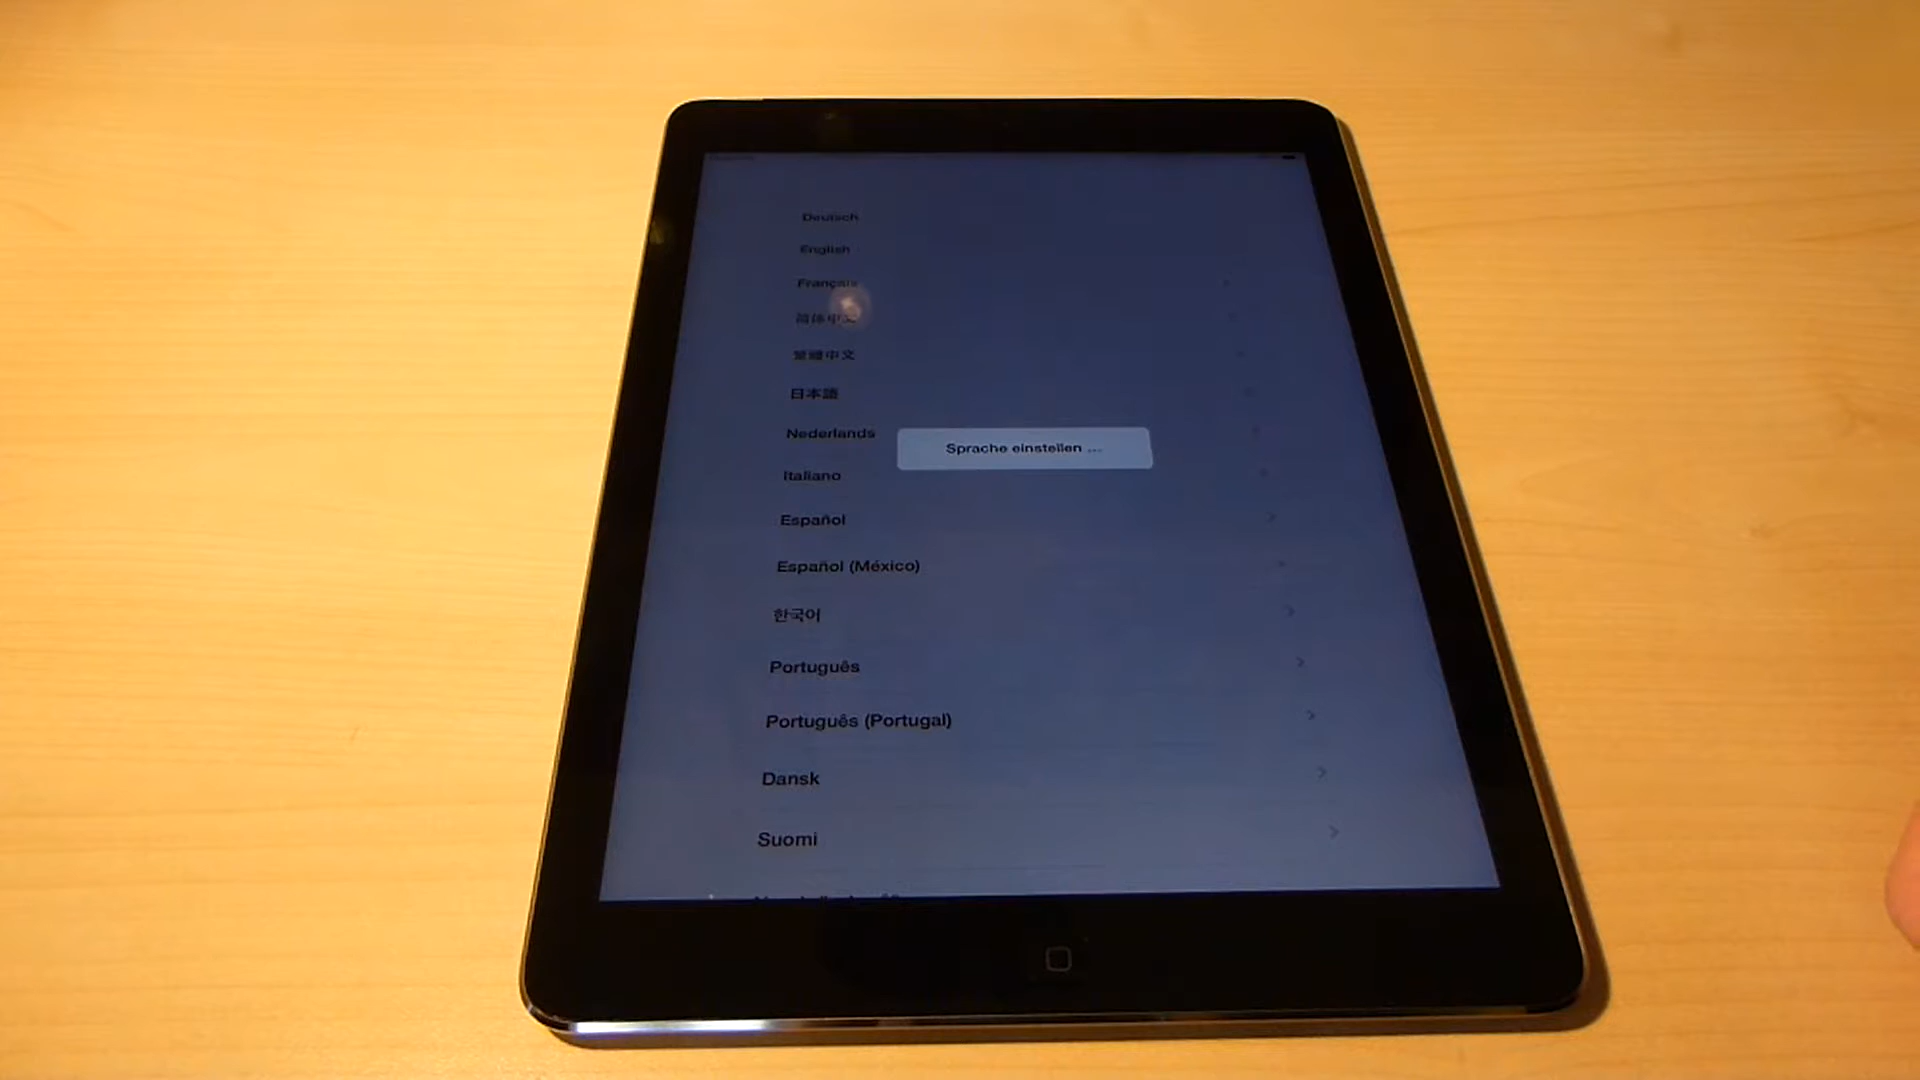 Deutsch
English
Français
简体中文
繁體中文
日本語
Nederlands
Sprache einstellen ...
Italiano
Español
Español (México)
한국어
Português
Português (Portugal)
Dansk
Suomi